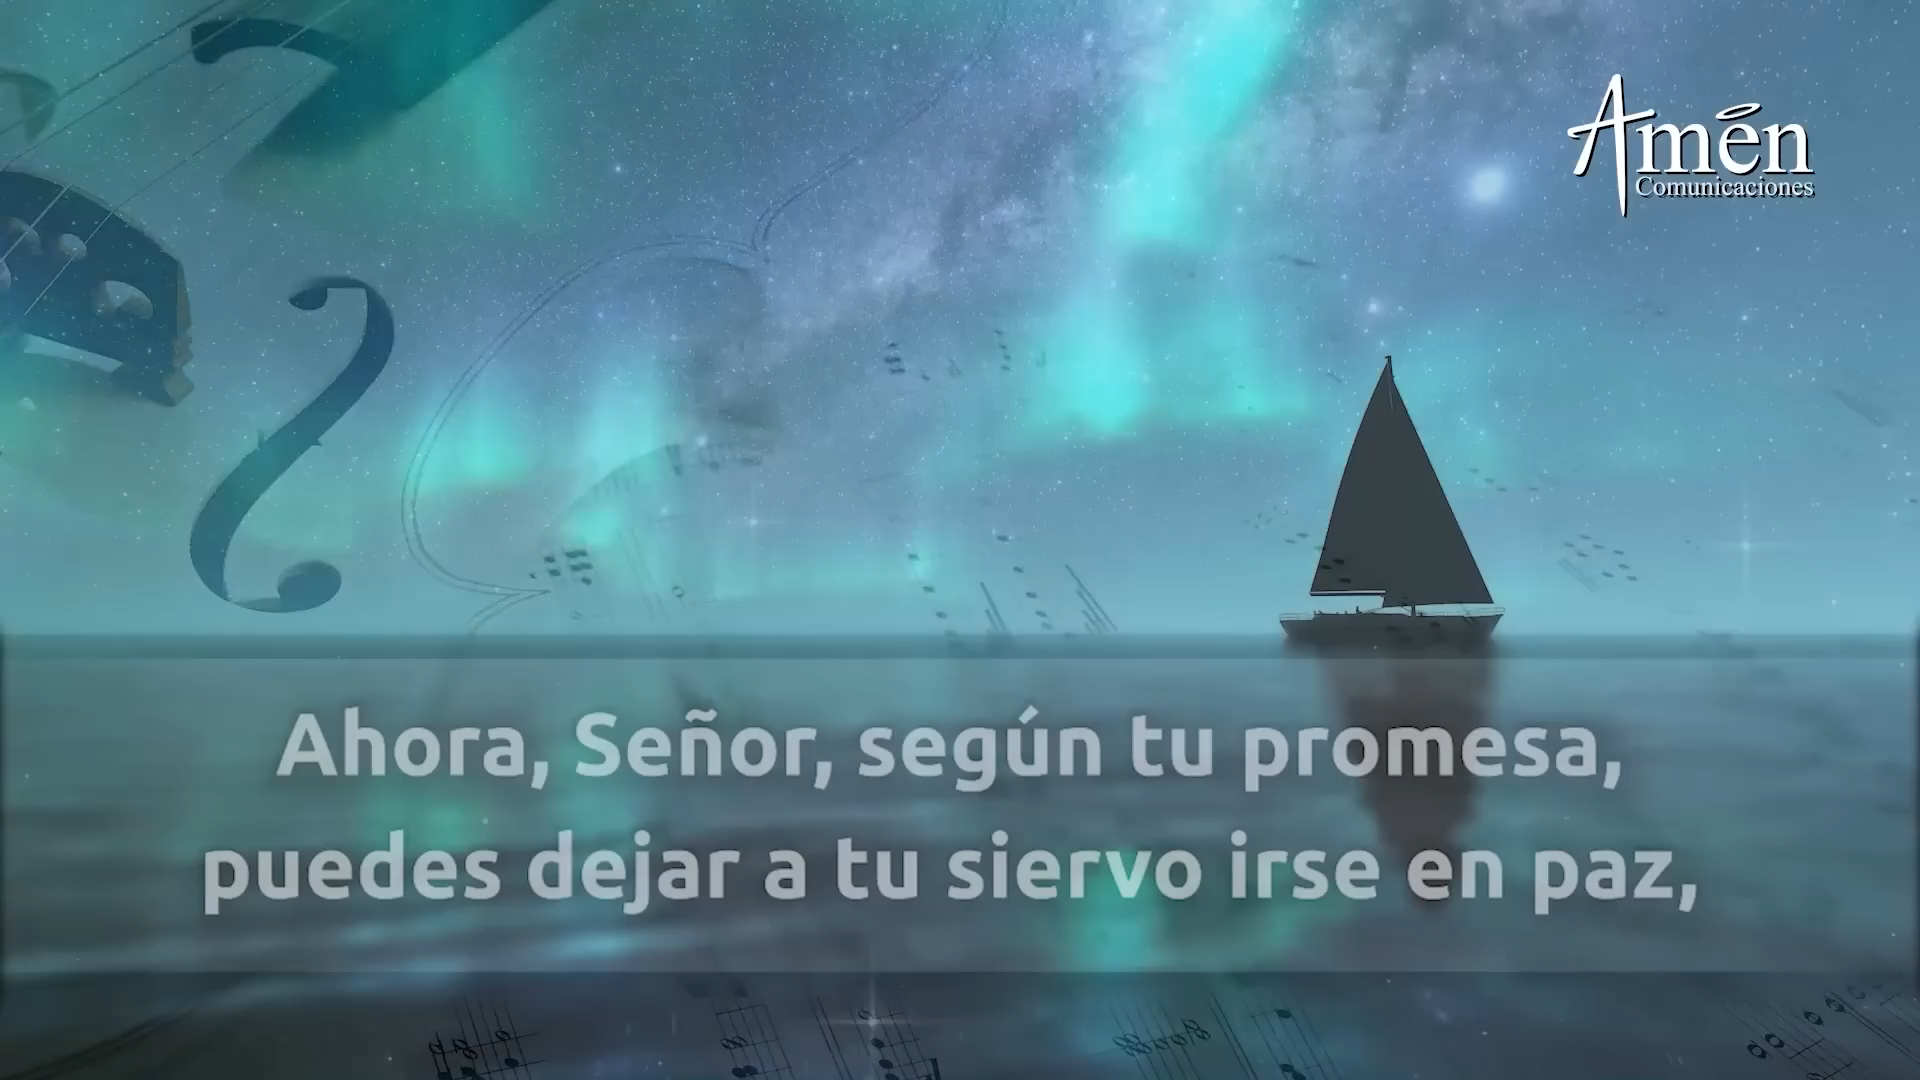 Amén
Comunicaciones
Ahora, Señor, según tu promesa,
puedes dejar a tu siervo irse en paz,